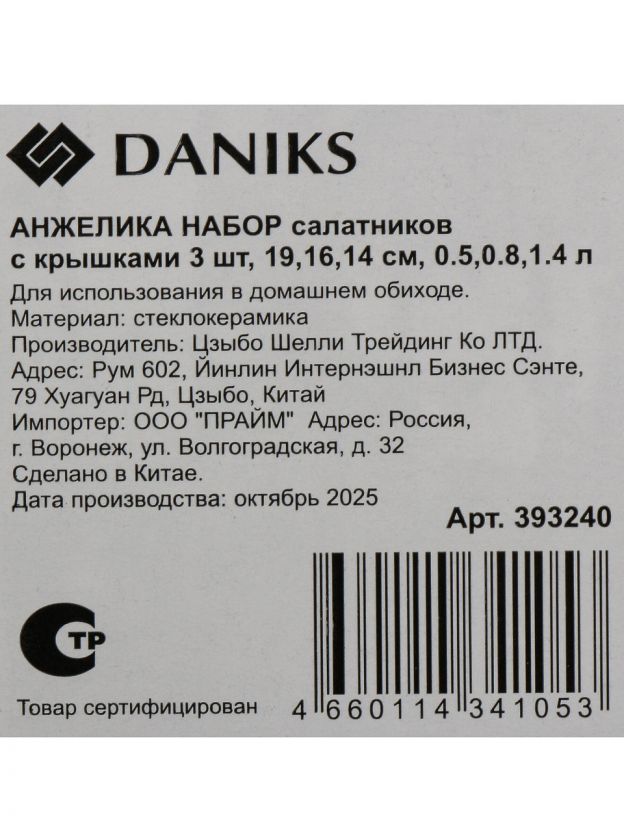 DANIKS
АНЖЕЛИКА НАБОР салатников
с крышками 3 шт, 19,16,14 см, 0.5,0.8,1.4 л
Для использования в домашнем обиходе.
Материал: стеклокерамика
Производитель: Цзыбо Шелли Трейдинг Ко ЛТД.
Адрес: Рум 602, Йинлин Интернэшнл Бизнес Сэнте,
79 Хуагуан Рд, Цзыбо, Китай
Импортер: ООО "ПРАЙМ" Адрес: Россия,
г. Воронеж, ул. Волгоградская, д. 32
Сделано в Китае.
Дата производства: октябрь 2025
Арт. 393240
ТР
Товар сертифицирован
4 660114 341053